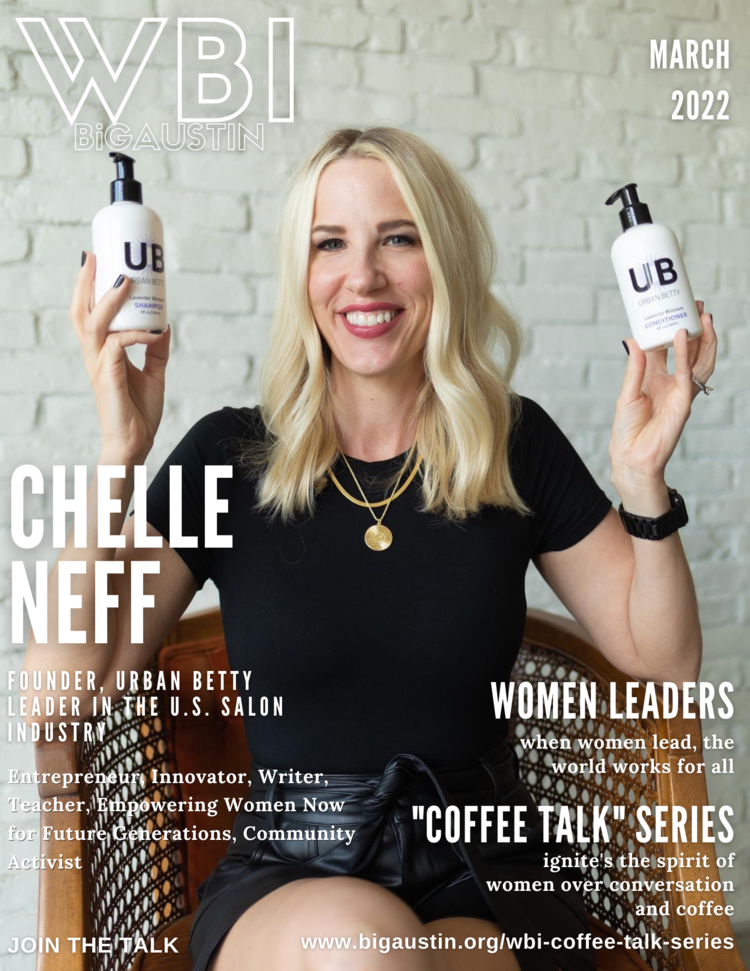 WBI
BiGAUSTIN
MARCH
2022
UB
URBAN BETTY
Lavender Blossom
SHAMPOO
UB
URBAN BETTY
Lavender Blossom
CONDITIONER
CHELLE
NEFF
FOUNDER, URBAN BETTY
LEADER IN THE U.S. SALON
INDUSTRY
Entrepreneur, Innovator, Writer,
Teacher, Empowering Women Now
for Future Generations, Community
Activist
WOMEN LEADERS
when women lead, the
world works for all
"COFFEE TALK" SERIES
ignite's the spirit of
women over conversation
and coffee
JOIN THE TALK
www.bigaustin.org/wbi-coffee-talk-series